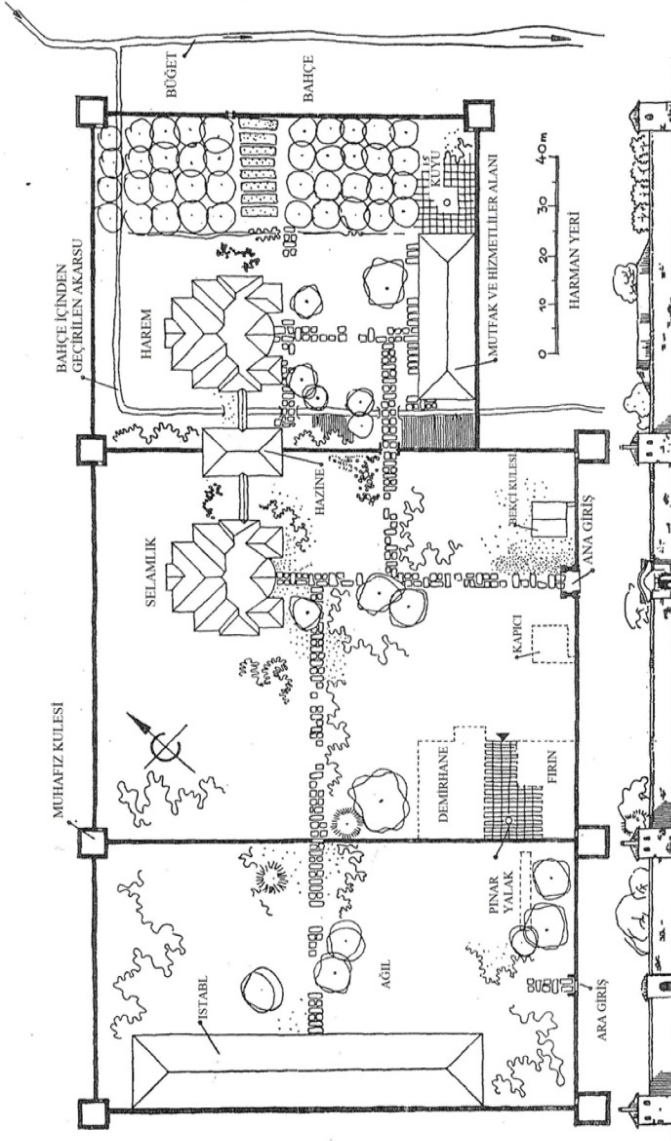 BÜĞET
BAHÇE
BAHÇE İÇİNDEN
GEÇİRİLEN AKARSU
HAREM
KUYU
MUTFAK VE HİZMETLİLER ALANI
0 10 20 30 40m
HARMAN YERİ
HAZİNE
SELAMLIK
BEKÇİ KULESİ
ANA GİRİŞ
KAPICI
MUHAFIZ KULESİ
DEMİRHANE
FIRIN
PINAR
YALAK
AĞIL
ISTABL
ARA GİRİŞ